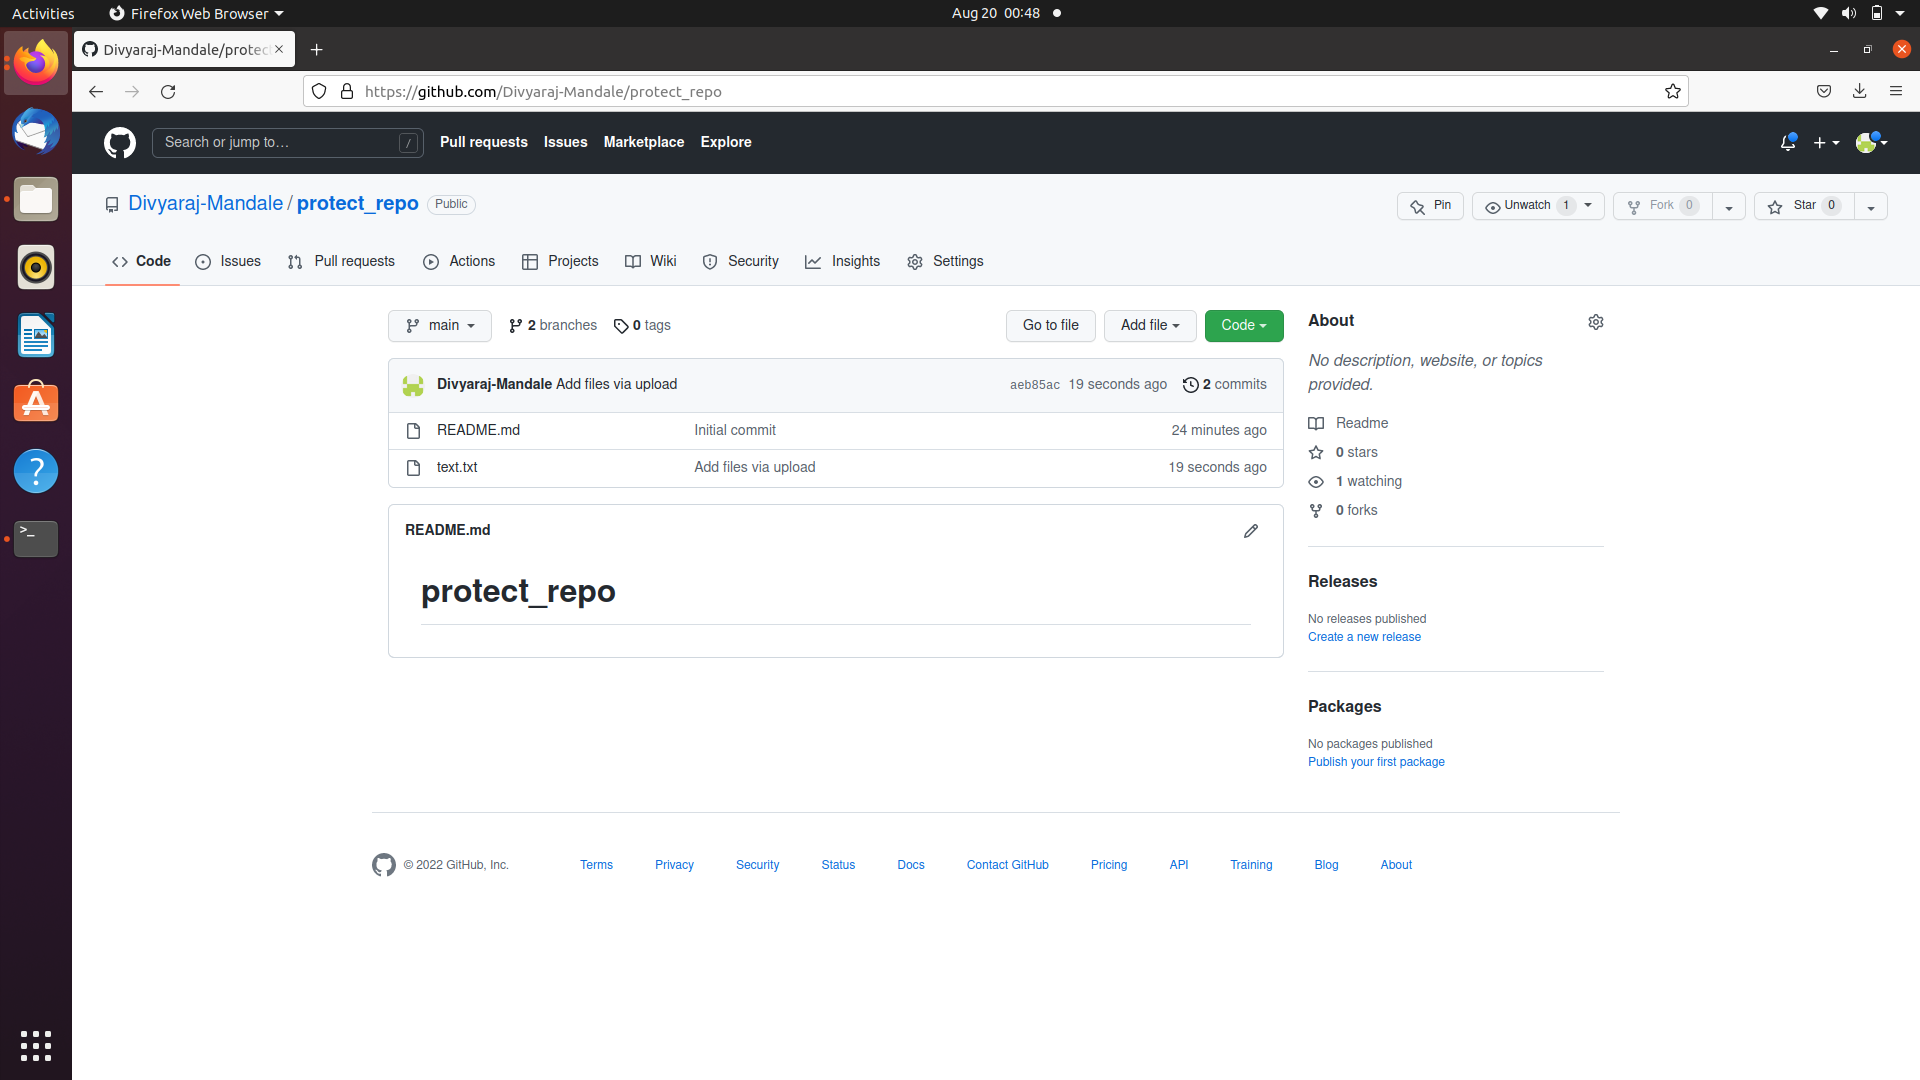 Activities Firefox Web Browser Aug 20 00:48
Divyaraj-Mandale/protec
https://github.com/Divyaraj-Mandale/protect_repo
Search or jump to… / Pull requests Issues Marketplace Explore
Divyaraj-Mandale / protect_repo Public Pin Unwatch 1 Fork 0 Star 0
Code Issues Pull requests Actions Projects Wiki Security Insights Settings
main 2 branches 0 tags Go to file Add file Code
Divyaraj-Mandale Add files via upload aeb85ac 19 seconds ago 2 commits
README.md Initial commit 24 minutes ago
text.txt Add files via upload 19 seconds ago
README.md
protect_repo
About
No description, website, or topics
provided.
Readme
0 stars
1 watching
0 forks
Releases
No releases published
Create a new release
Packages
No packages published
Publish your first package
© 2022 GitHub, Inc. Terms Privacy Security Status Docs Contact GitHub Pricing API Training Blog About